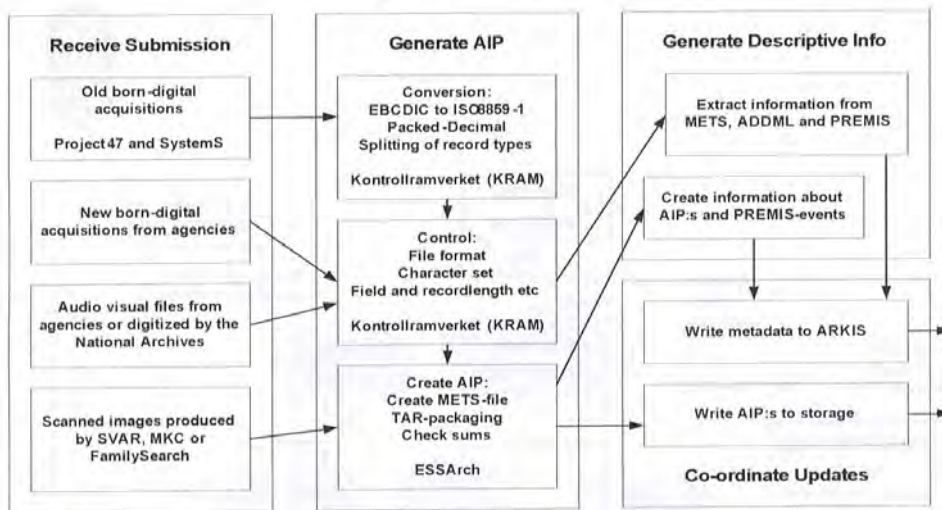 Receive Submission
Old born-digital
acquisitions
Project47 and SystemS
New born-digital
acquisitions from agencies
Audio visual files from
agencies or digitized by the
National Archives
Scanned images produced
by SVAR, MKC or
FamilySearch
Generate AIP
Conversion:
EBCDIC to ISO8859-1
Packed-Decimal
Splitting of record types
Kontrollramverket (KRAM)
Control:
File format
Character set
Field and recordlength etc
Kontrollramverket (KRAM)
Create AIP:
Create METS-file
TAR-packaging
Check sums
ESSArch
Generate Descriptive Info
Extract information from
METS, ADDML and PREMIS
Create information about
AIP:s and PREMIS-events
Write metadata to ARKIS
Write AIP:s to storage
Co-ordinate Updates